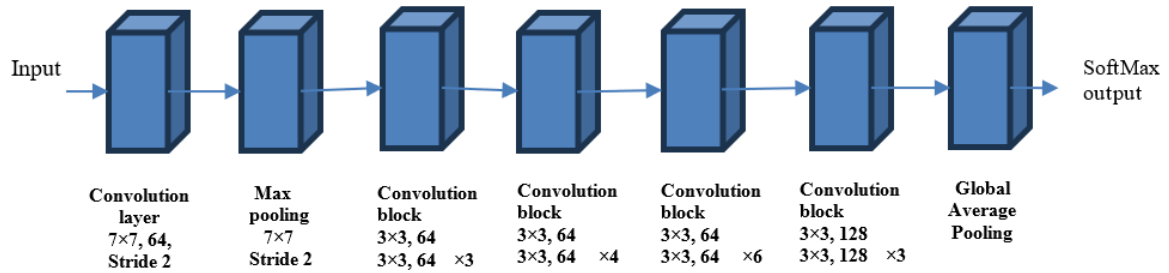 Input
SoftMax
output
Convolution
layer
7×7, 64,
Stride 2
Max
pooling
7×7
Stride 2
Convolution
block
3×3, 64
3×3, 64 ×3
Convolution
block
3×3, 64
3×3, 64 ×4
Convolution
block
3×3, 64
3×3, 64 ×6
Convolution
block
3×3, 128
3×3, 128 ×3
Global
Average
Pooling